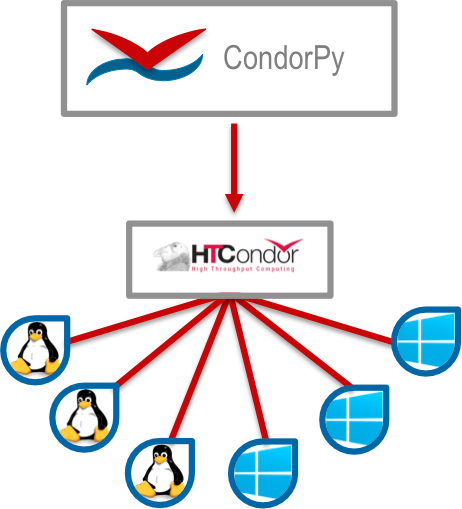 CondorPy
HTCondor
High Throughput Computing